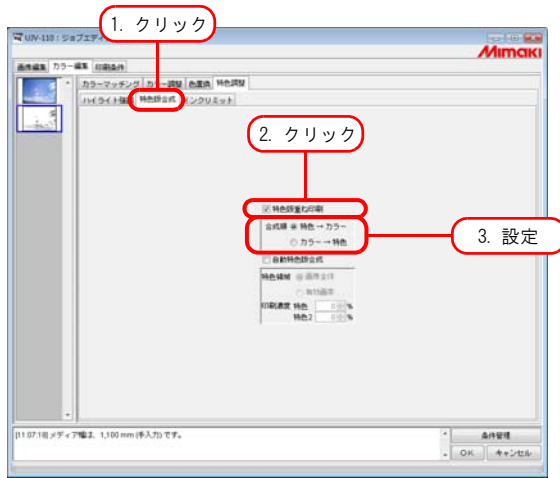 1. クリック
UJV-110 : ジョブエディ
Mimaki
画像編集 カラー編集 印刷条件
カラーマッチング カラー調整 色置換 特色調整
ハイライト強調 特色版合成 インクリミット
2. クリック
特色版重ね印刷
合成順 特色 → カラー
カラー → 特色
3. 設定
自動特色版合成
特色領域 画像全体
有効画素
印刷濃度 特色 %
特色2 %
[11:07:18] メディア幅は、1,100 mm (手入力) です。
条件管理
OK キャンセル